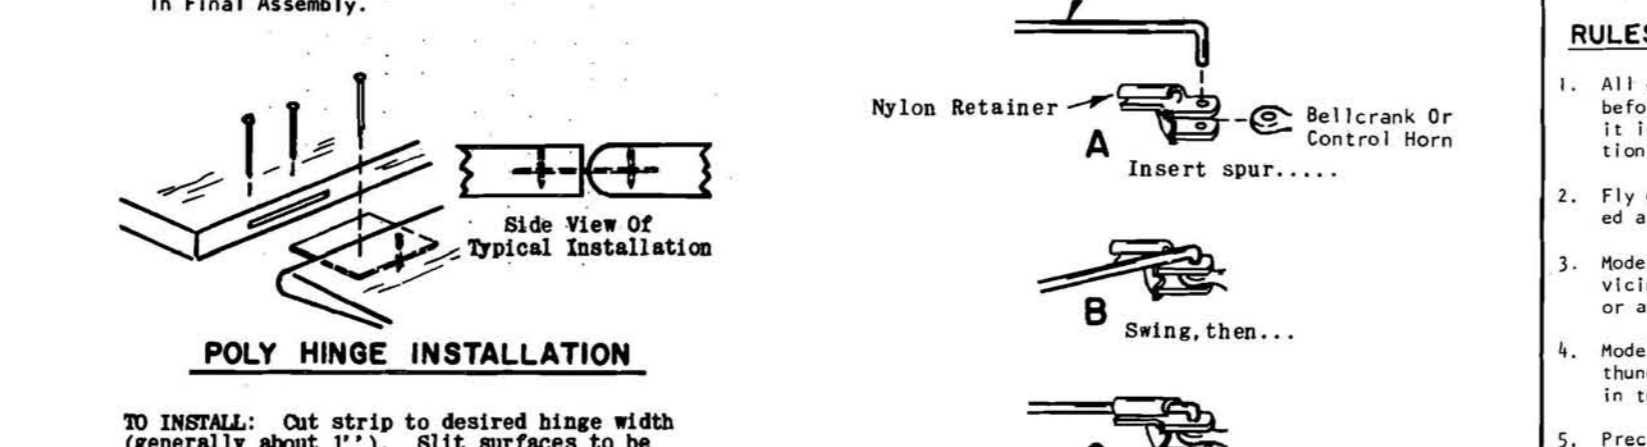 In Final Assembly.
Side View Of
Typical Installation
POLY HINGE INSTALLATION
TO INSTALL: Cut strip to desired hinge width
(generally about 1''). Slit surfaces to be
Nylon Retainer
Bellcrank Or
Control Horn
A
Insert spur.....
B
Swing,then...
RULES
1. All
befo
it i
tion
2. Fly
ed a
3. Mode
vici
or a
4. Mode
thun
in t
5. Prec